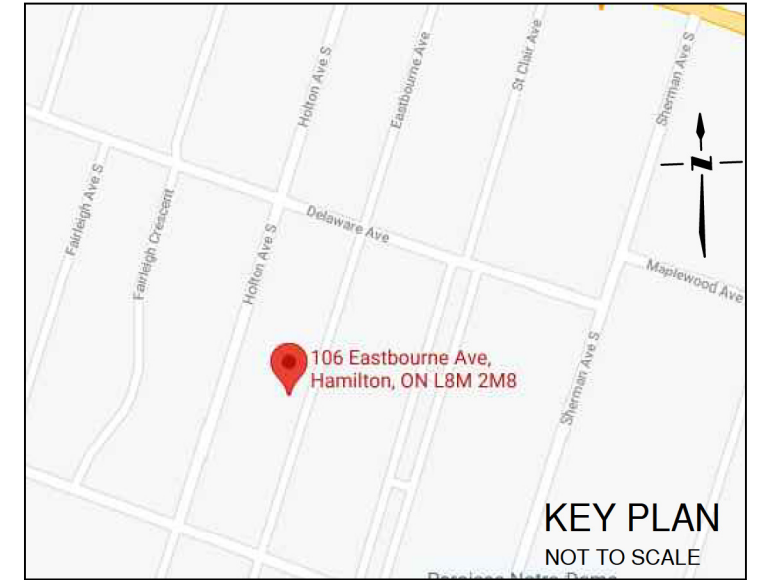 Holton Ave S
Eastbourne Ave
St Clair Ave
Sherman Ave S
Fairleigh Ave S
Fairleigh Crescent
Holton Ave S
Delaware Ave
Maplewood Ave
106 Eastbourne Ave,
Hamilton, ON L8M 2M8
Sherman Ave S
N
KEY PLAN
NOT TO SCALE